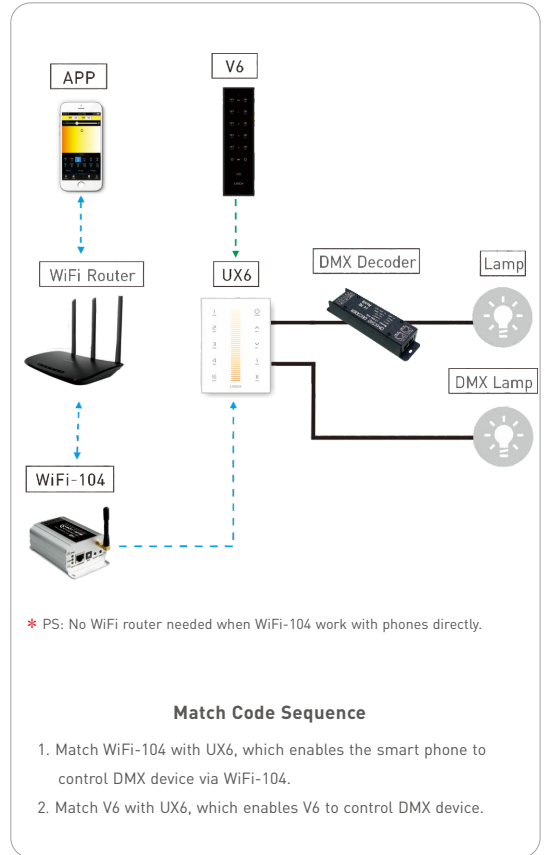 APP
V6
WiFi Router
UX6
DMX Decoder
Lamp
DMX Lamp
WiFi-104
* PS: No WiFi router needed when WiFi-104 work with phones directly.
Match Code Sequence
1. Match WiFi-104 with UX6, which enables the smart phone to
control DMX device via WiFi-104.
2. Match V6 with UX6, which enables V6 to control DMX device.